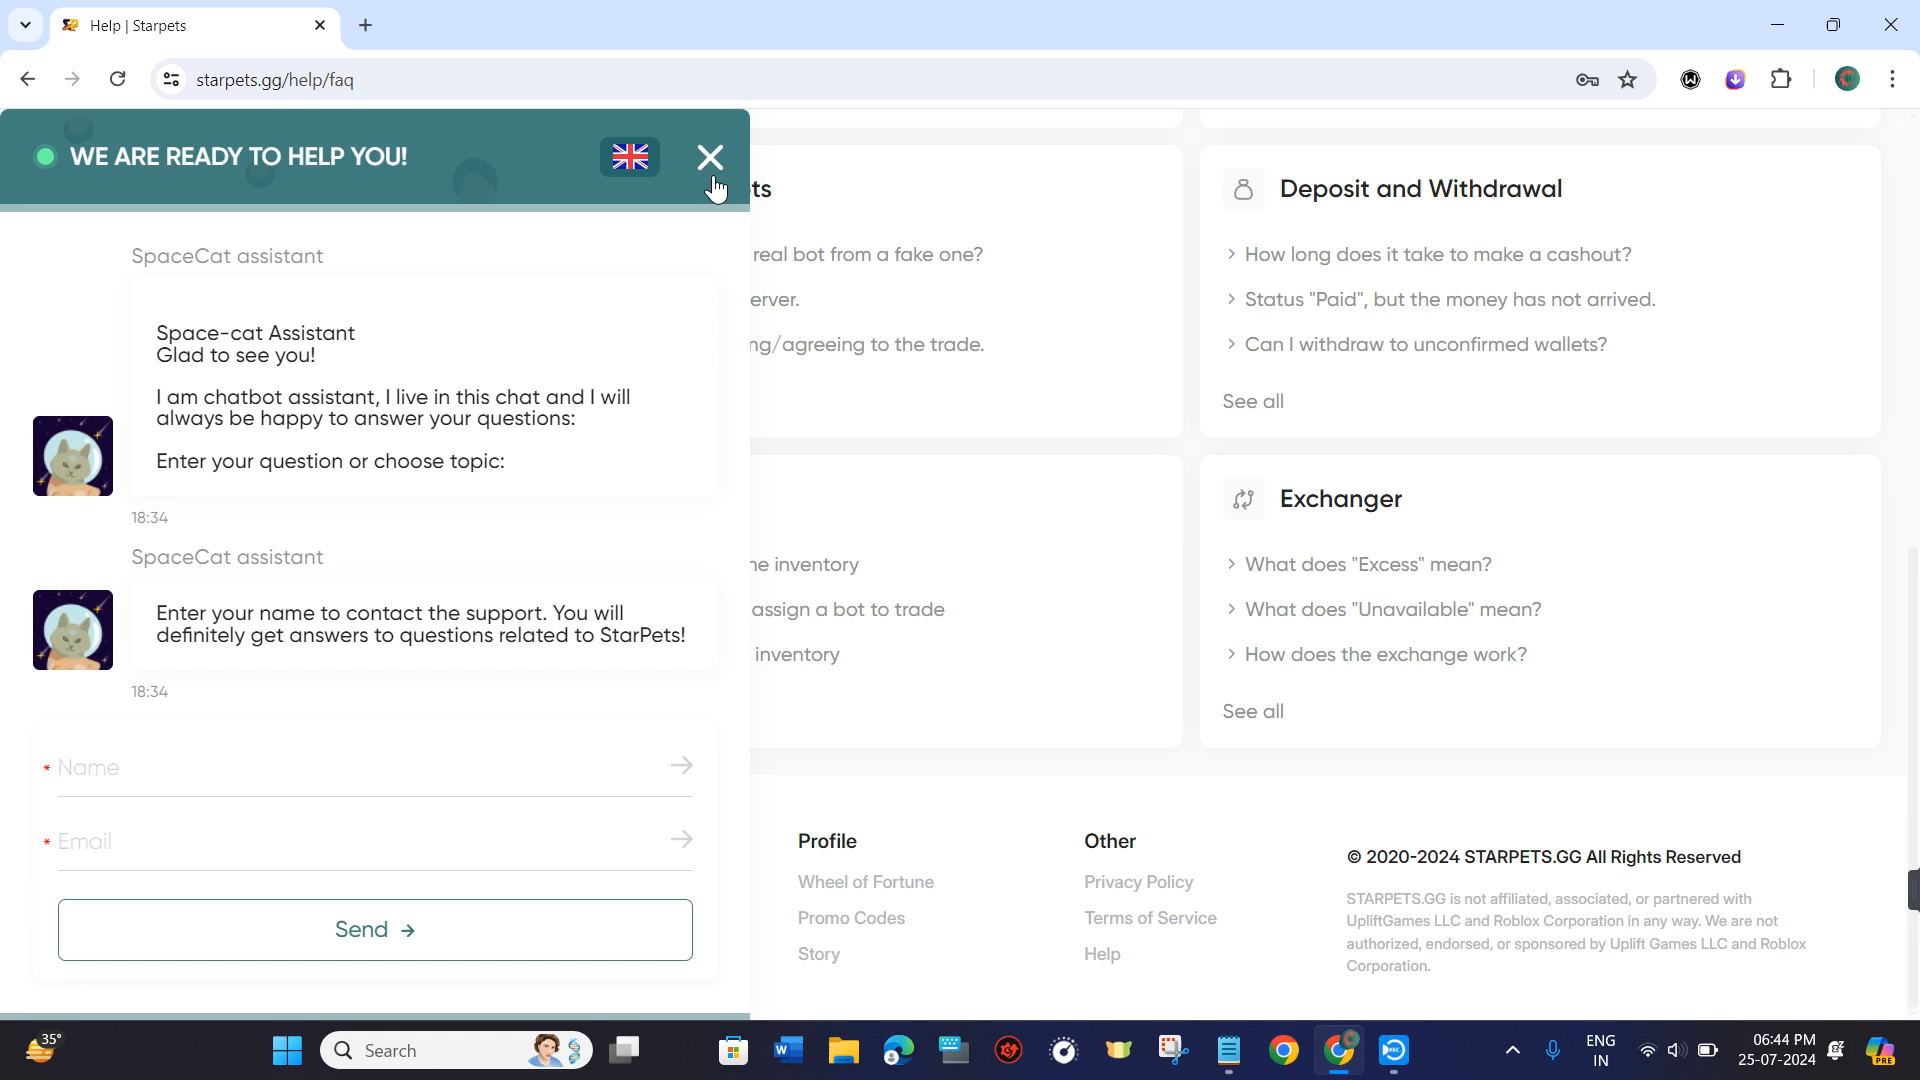 Help | Starpets
starpets.gg/help/faq
WE ARE READY TO HELP YOU!
SpaceCat assistant
Space-cat Assistant
Glad to see you!
I am chatbot assistant, I live in this chat and I will
always be happy to answer your questions:
Enter your question or choose topic:
18:34
SpaceCat assistant
Enter your name to contact the support. You will
definitely get answers to questions related to StarPets!
18:34
* Name
* Email
Send
ts
real bot from a fake one?
erver.
ng/agreeing to the trade.
Deposit and Withdrawal
How long does it take to make a cashout?
Status "Paid", but the money has not arrived.
Can I withdraw to unconfirmed wallets?
See all
ne inventory
assign a bot to trade
inventory
Exchanger
What does "Excess" mean?
What does "Unavailable" mean?
How does the exchange work?
See all
Profile
Wheel of Fortune
Promo Codes
Story
Other
Privacy Policy
Terms of Service
Help
© 2020-2024 STARPETS.GG All Rights Reserved
STARPETS.GG is not affiliated, associated, or partnered with
UpliftGames LLC and Roblox Corporation in any way. We are not
authorized, endorsed, or sponsored by Uplift Games LLC and Roblox
Corporation.
35°
Search
ENG
IN
06:44 PM
25-07-2024
PRE